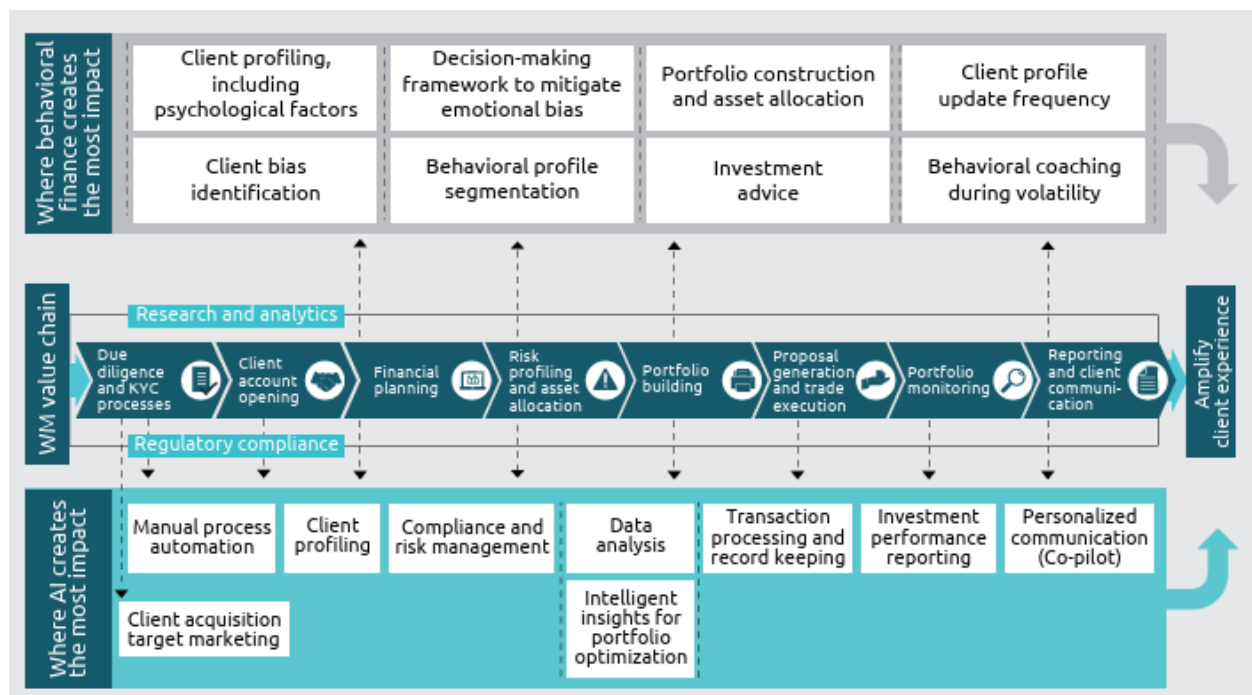 Where behavioral
finance creates
the most impact
Client profiling,
including
psychological factors
Decision-making
framework to mitigate
emotional bias
Portfolio construction
and asset allocation
Client profile
update frequency
Client bias
identification
Behavioral profile
segmentation
Investment
advice
Behavioral coaching
during volatility
WM value chain
Research and analytics
Due
diligence
and KYC
processes
Client
account
opening
Financial
planning
Risk
profiling
and asset
allocation
Portfolio
building
Proposal
generation
and trade
execution
Portfolio
monitoring
Reporting
and client
communi-
cation
Regulatory compliance
Amplify
client experience
Where AI creates
the most impact
Manual process
automation
Client
profiling
Compliance and
risk management
Data
analysis
Transaction
processing and
record keeping
Investment
performance
reporting
Personalized
communication
(Co-pilot)
Client acquisition
target marketing
Intelligent
insights for
portfolio
optimization